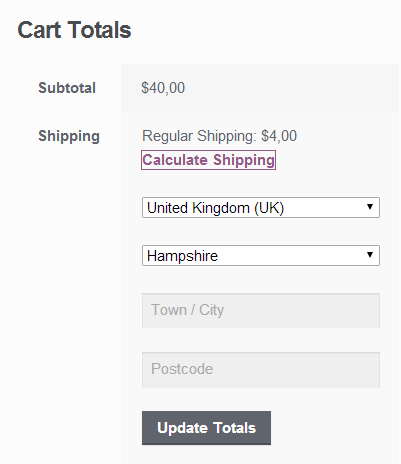 Cart Totals
Subtotal $40,00
Shipping Regular Shipping: $4,00
Calculate Shipping
United Kingdom (UK)
Hampshire
Town / City
Postcode
Update Totals